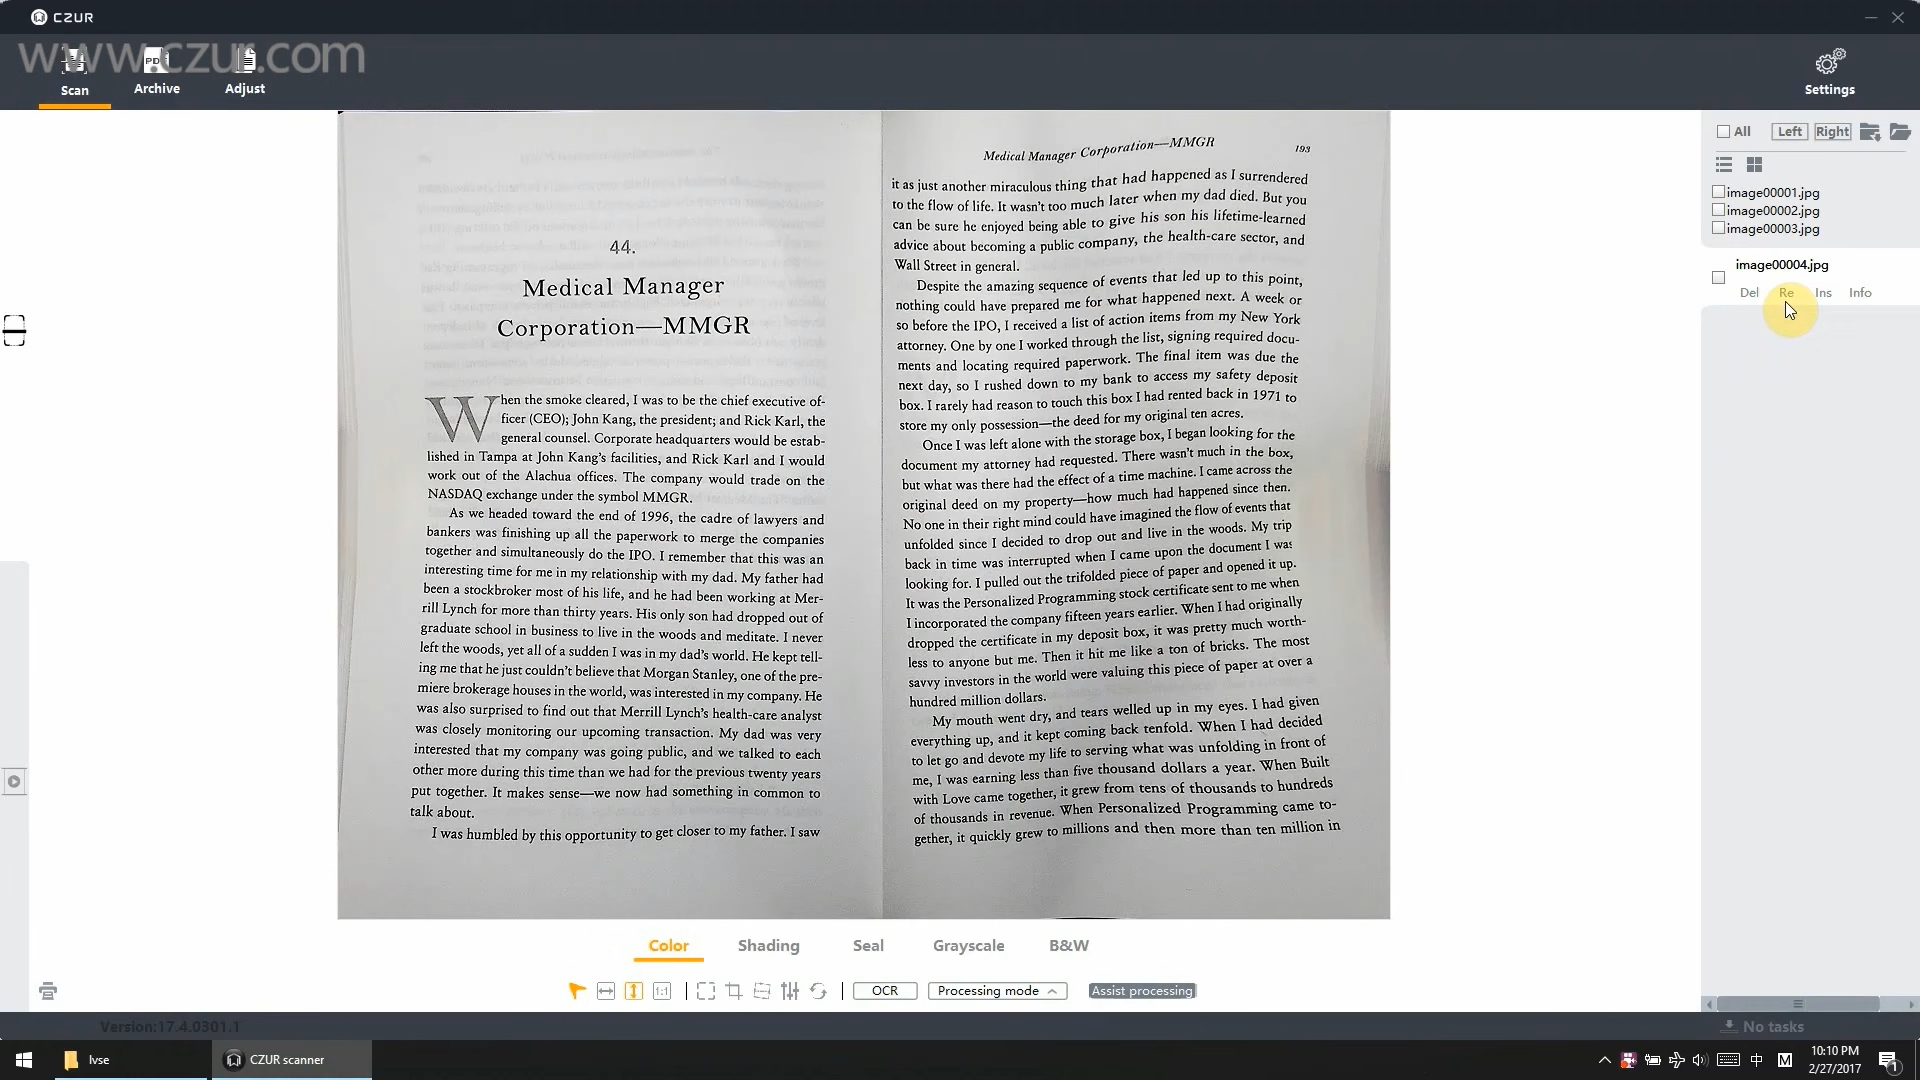 CZUR
www.czur.com
Scan
Archive
Adjust
Settings
All
Left
Right
image00001.jpg
image00002.jpg
image00003.jpg
image00004.jpg
Del Re Ins Info
44.
Medical Manager
Corporation—MMGR
When the smoke cleared, I was to be the chief executive of-
ficer (CEO); John Kang, the president; and Rick Karl, the
general counsel. Corporate headquarters would be estab-
lished in Tampa at John Kang's facilities, and Rick Karl and I would
work out of the Alachua offices. The company would trade on the
NASDAQ exchange under the symbol MMGR.
As we headed toward the end of 1996, the cadre of lawyers and
bankers was finishing up all the paperwork to merge the companies
together and simultaneously do the IPO. I remember that this was an
interesting time for me in my relationship with my dad. My father had
been a stockbroker most of his life, and he had been working at Mer-
rill Lynch for more than thirty years. His only son had dropped out of
graduate school in business to live in the woods and meditate. I never
left the woods, yet all of a sudden I was in my dad's world. He kept tell-
ing me that he just couldn't believe that Morgan Stanley, one of the pre-
miere brokerage houses in the world, was interested in my company. He
was also surprised to find out that Merrill Lynch's health-care analyst
was closely monitoring our upcoming transaction. My dad was very
interested that my company was going public, and we talked to each
other more during this time than we had for the previous twenty years
put together. It makes sense—we now had something in common to
talk about.
I was humbled by this opportunity to get closer to my father. I saw
Medical Manager Corporation—MMGR 193
it as just another miraculous thing that had happened as I surrendered
to the flow of life. It wasn't too much later when my dad died. But you
can be sure he enjoyed being able to give his son his lifetime-learned
advice about becoming a public company, the health-care sector, and
Wall Street in general.
Despite the amazing sequence of events that led up to this point,
nothing could have prepared me for what happened next. A week or
so before the IPO, I received a list of action items from my New York
attorney. One by one I worked through the list, signing required docu-
ments and locating required paperwork. The final item was due the
next day, so I rushed down to my bank to access my safety deposit
box. I rarely had reason to touch this box I had rented back in 1971 to
store my only possession—the deed for my original ten acres.
Once I was left alone with the storage box, I began looking for the
document my attorney had requested. There wasn't much in the box,
but what was there had the effect of a time machine. I came across the
original deed on my property—how much had happened since then.
No one in their right mind could have imagined the flow of events that
unfolded since I decided to drop out and live in the woods. My trip
back in time was interrupted when I came upon the document I was
looking for. I pulled out the trifolded piece of paper and opened it up.
It was the Personalized Programming stock certificate sent to me when
I incorporated the company fifteen years earlier. When I had originally
dropped the certificate in my deposit box, it was pretty much worth-
less to anyone but me. Then it hit me like a ton of bricks. The most
savvy investors in the world were valuing this piece of paper at over a
hundred million dollars.
My mouth went dry, and tears welled up in my eyes. I had given
everything up, and it kept coming back tenfold. When I had decided
to let go and devote my life to serving what was unfolding in front of
me, I was earning less than five thousand dollars a year. When Built
with Love came together, it grew from tens of thousands to hundreds
of thousands in revenue. When Personalized Programming came to-
gether, it quickly grew to millions and then more than ten million in
Color Shading Seal Grayscale B&W
1:1
OCR
Processing mode
Assist processing
Version:17.4.0301.1
No tasks
lvse
CZUR scanner
中
M
10:10 PM
2/27/2017
1